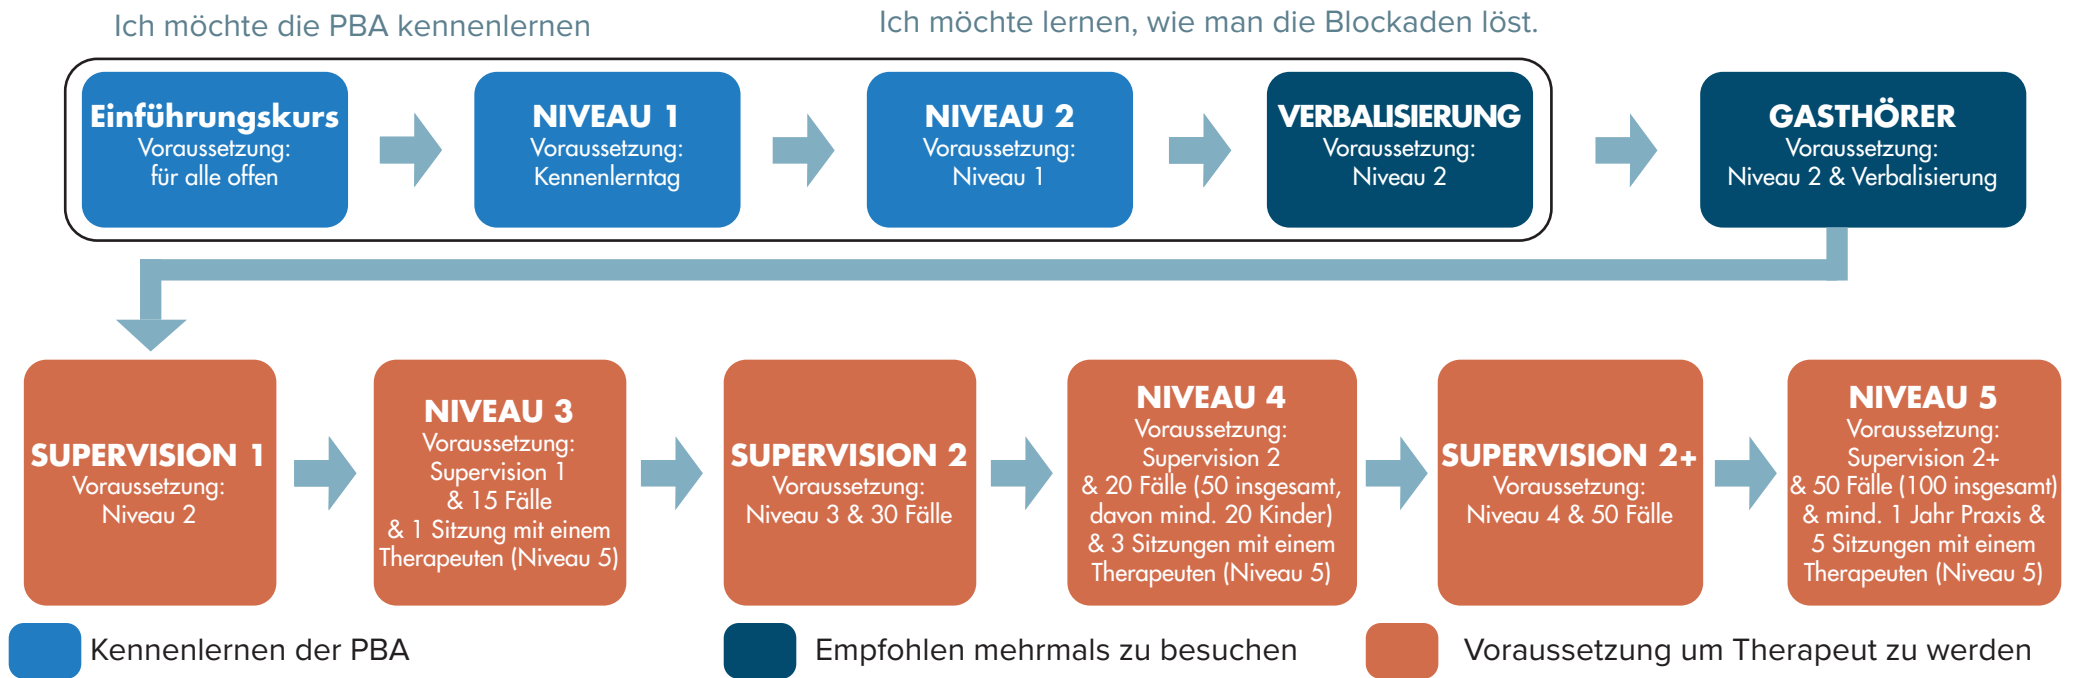 Ich möchte die PBA kennenlernen
Ich möchte lernen, wie man die Blockaden löst.
Einführungskurs
Voraussetzung:
für alle offen
NIVEAU 1
Voraussetzung:
Kennenlerntag
NIVEAU 2
Voraussetzung:
Niveau 1
VERBALISIERUNG
Voraussetzung:
Niveau 2
GASTHÖRER
Voraussetzung:
Niveau 2 & Verbalisierung
SUPERVISION 1
Voraussetzung:
Niveau 2
NIVEAU 3
Voraussetzung:
Supervision 1
& 15 Fälle
& 1 Sitzung mit einem
Therapeuten (Niveau 5)
SUPERVISION 2
Voraussetzung:
Niveau 3 & 30 Fälle
NIVEAU 4
Voraussetzung:
Supervision 2
& 20 Fälle (50 insgesamt,
davon mind. 20 Kinder)
& 3 Sitzungen mit einem
Therapeuten (Niveau 5)
SUPERVISION 2+
Voraussetzung:
Niveau 4 & 50 Fälle
NIVEAU 5
Voraussetzung:
Supervision 2+
& 50 Fälle (100 insgesamt)
& mind. 1 Jahr Praxis &
5 Sitzungen mit einem
Therapeuten (Niveau 5)
Kennenlernen der PBA
Empfohlen mehrmals zu besuchen
Voraussetzung um Therapeut zu werden